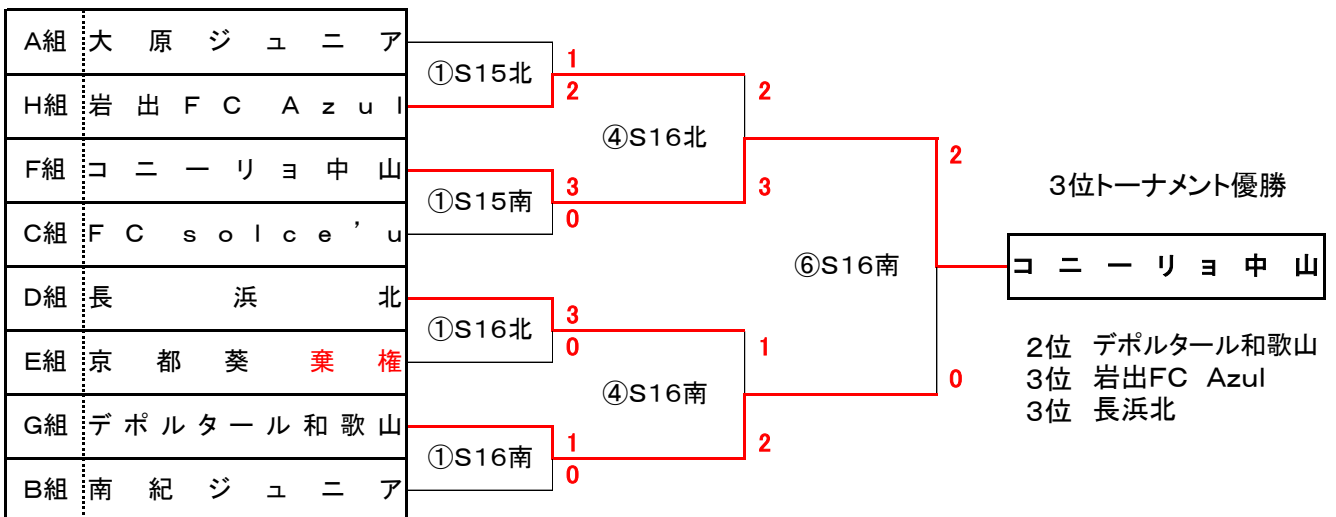 A組 大原ジュニア
H組 岩出FC Azul
F組 コニーリョ中山
C組 FC solce'u
D組 長浜北
E組 京都葵 棄権
G組 デポルタール和歌山
B組 南紀ジュニア
①S15北
1
2
①S15南
3
0
①S16北
3
0
①S16南
1
0
④S16北
2
3
④S16南
1
2
⑥S16南
2
0
3位トーナメント優勝
コニーリョ中山
2位 デポルタール和歌山
3位 岩出FC Azul
3位 長浜北